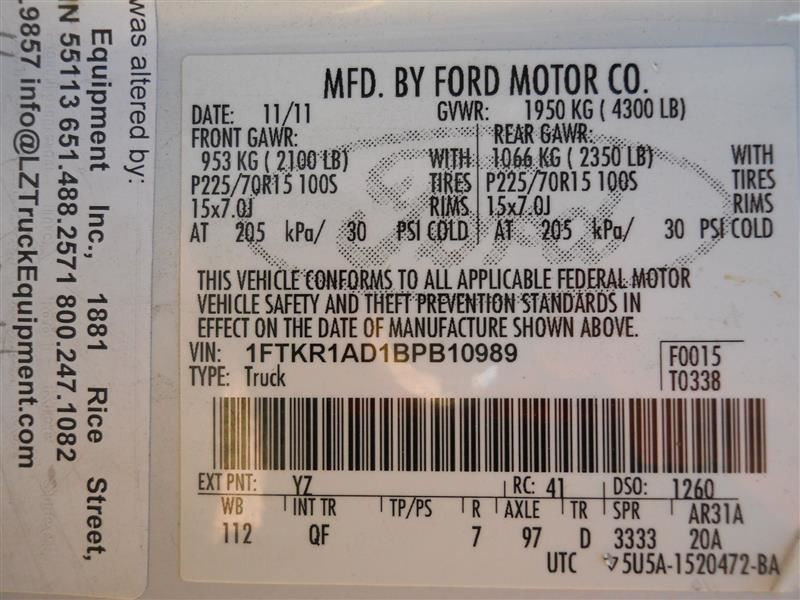 was altered by:
Equipment Inc., 1881 Rice Street,
N 55113 651.488.2571 800.247.1082
.9857 info@LZTruckEquipment.com
MFD. BY FORD MOTOR CO.
DATE: 11/11 GVWR: 1950 KG ( 4300 LB)
FRONT GAWR: REAR GAWR:
953 KG ( 2100 LB) WITH 1066 KG ( 2350 LB) WITH
P225/70R15 100S TIRES P225/70R15 100S TIRES
15x7.0J RIMS 15x7.0J RIMS
AT 205 kPa/ 30 PSI COLD AT 205 kPa/ 30 PSI COLD
Ford
THIS VEHICLE CONFORMS TO ALL APPLICABLE FEDERAL MOTOR
VEHICLE SAFETY AND THEFT PREVENTION STANDARDS IN
EFFECT ON THE DATE OF MANUFACTURE SHOWN ABOVE.
VIN: 1FTKR1AD1BPB10989 F0015
TYPE: Truck T0338
EXT PNT: YZ RC: 41 DSO: 1260
WB INT TR TP/PS R AXLE TR SPR AR31A
112 QF 7 97 D 3333 20A
UTC 5U5A-1520472-BA